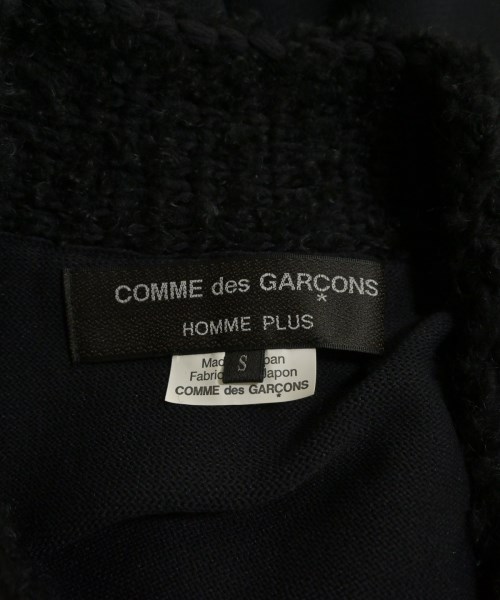 COMME des GARÇONS
*
HOMME PLUS
S
COMME des GARÇONS
*